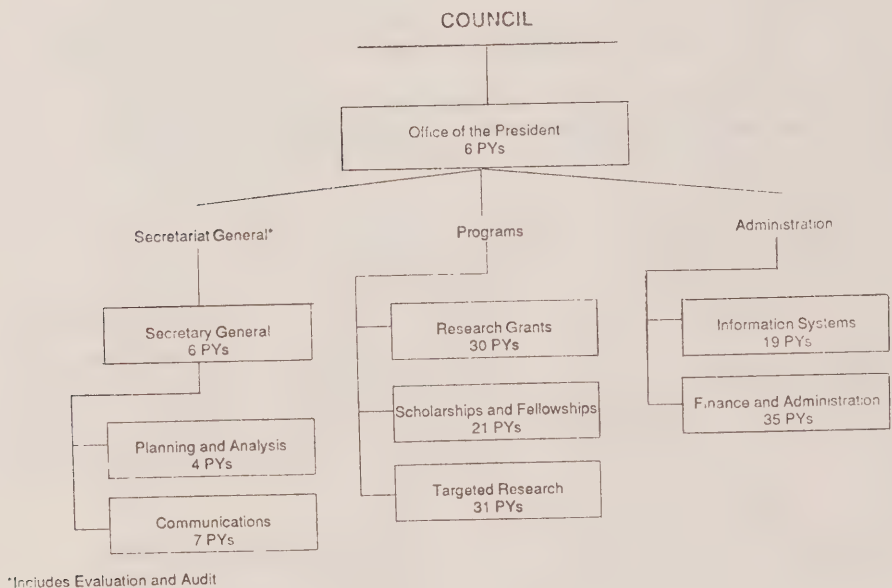 COUNCIL
Office of the President
6 PYs
Secretariat General*
Programs
Administration
Secretary General
6 PYs
Planning and Analysis
4 PYs
Communications
7 PYs
Research Grants
30 PYs
Scholarships and Fellowships
21 PYs
Targeted Research
31 PYs
Information Systems
19 PYs
Finance and Administration
35 PYs
*Includes Evaluation and Audit